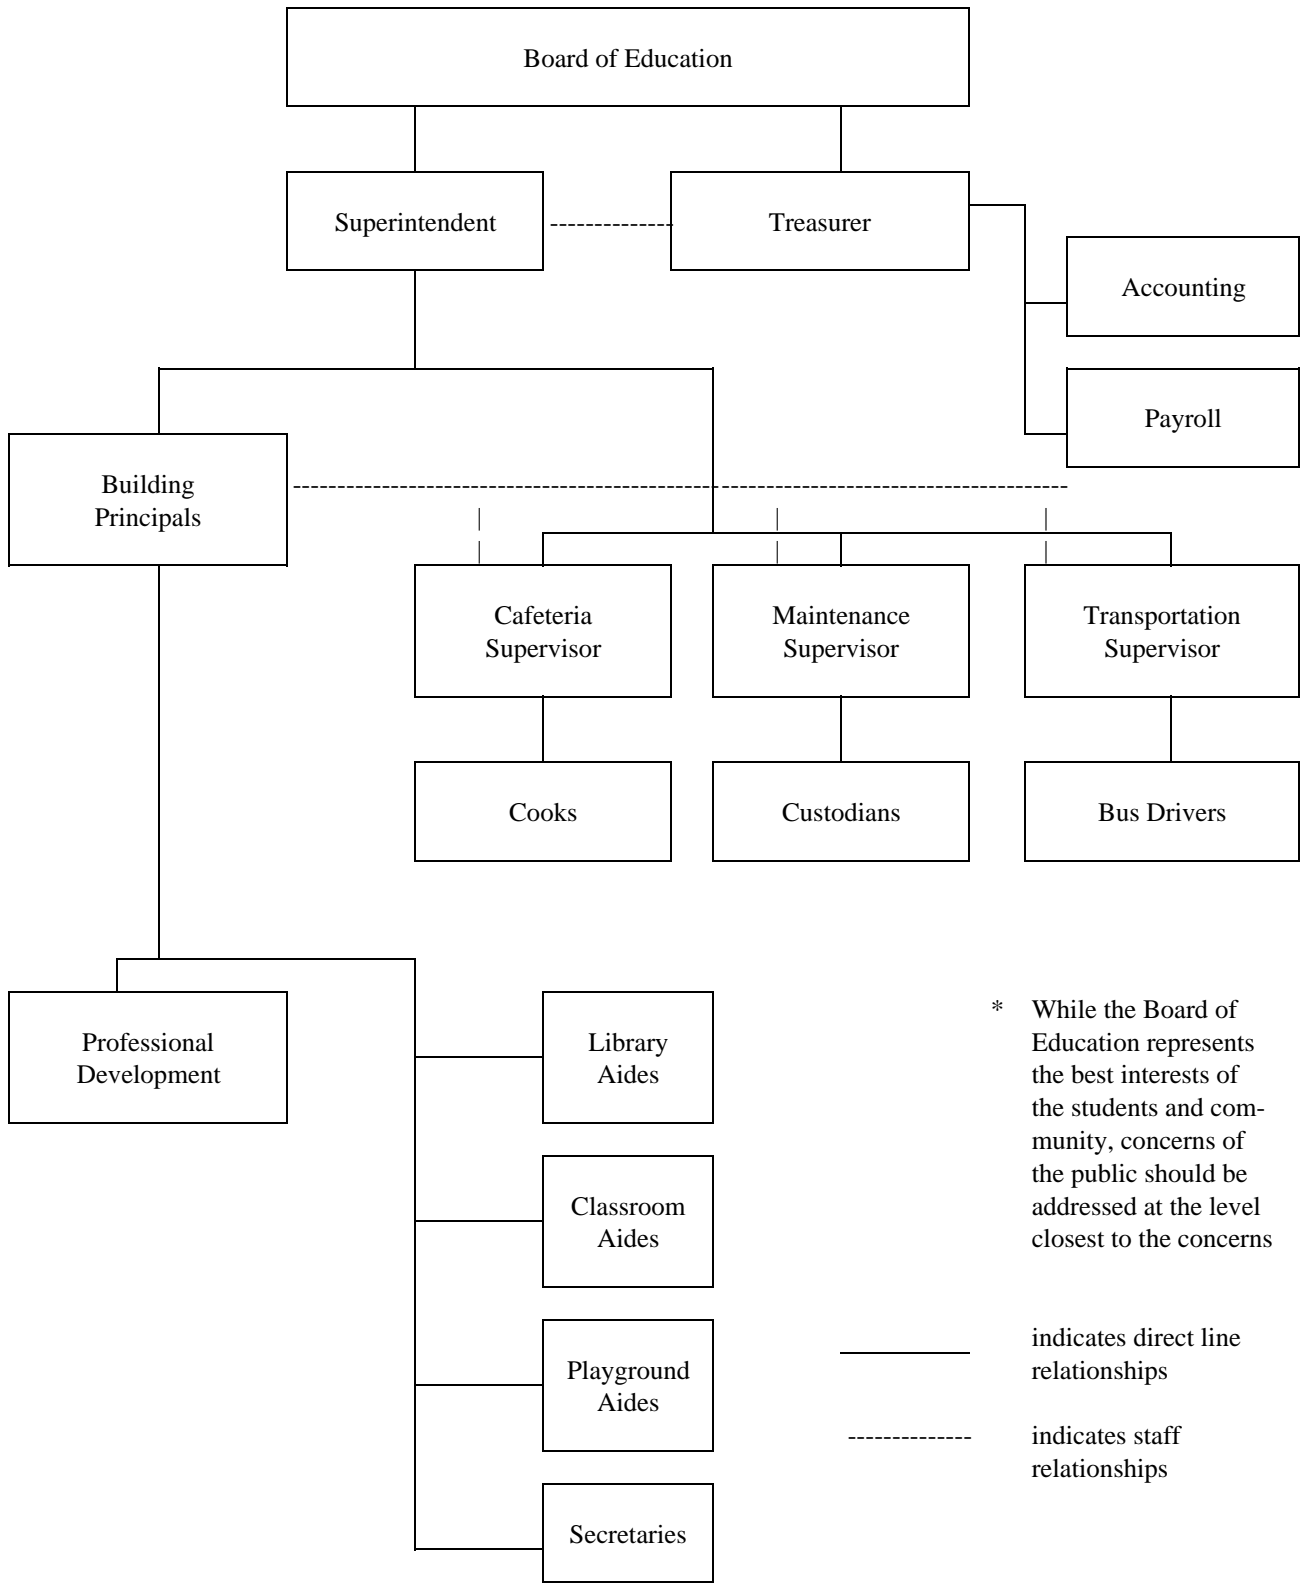 Board of Education
Superintendent
Treasurer
Accounting
Payroll
Building
Principals
Cafeteria
Supervisor
Maintenance
Supervisor
Transportation
Supervisor
Cooks
Custodians
Bus Drivers
Professional
Development
Library
Aides
Classroom
Aides
Playground
Aides
Secretaries
* While the Board of
Education represents
the best interests of
the students and com-
munity, concerns of
the public should be
addressed at the level
closest to the concerns
indicates direct line
relationships
indicates staff
relationships